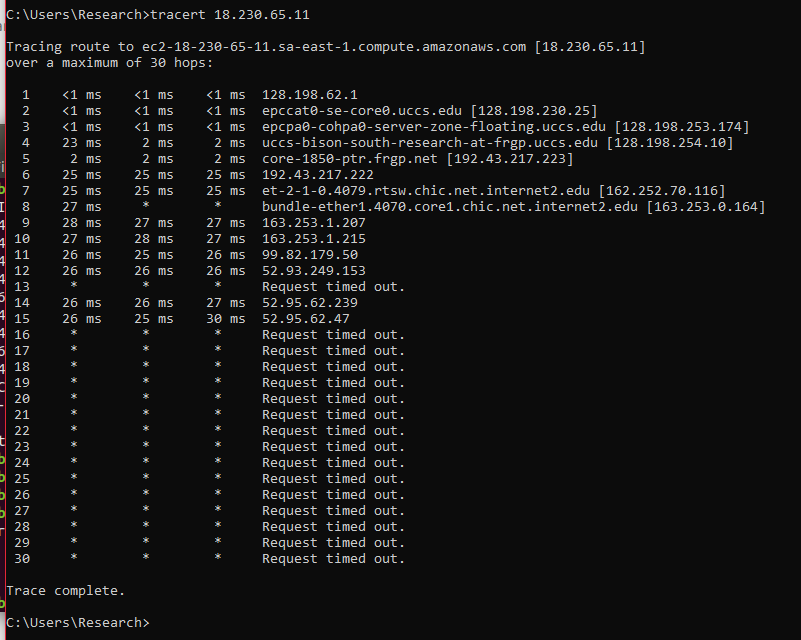 C:\Users\Research>tracert 18.230.65.11
Tracing route to ec2-18-230-65-11.sa-east-1.compute.amazonaws.com [18.230.65.11]
over a maximum of 30 hops:
1 <1 ms <1 ms <1 ms 128.198.62.1
2 <1 ms <1 ms <1 ms epccat0-se-core0.uccs.edu [128.198.230.25]
3 <1 ms <1 ms <1 ms epcpa0-cohpa0-server-zone-floating.uccs.edu [128.198.253.174]
4 23 ms 2 ms 2 ms uccs-bison-south-research-at-frgp.uccs.edu [128.198.254.10]
5 2 ms 2 ms 2 ms core-1850-ptr.frgp.net [192.43.217.223]
6 25 ms 25 ms 25 ms 192.43.217.222
7 25 ms 25 ms 25 ms et-2-1-0.4079.rtsw.chic.net.internet2.edu [162.252.70.116]
8 27 ms * * bundle-ether1.4070.core1.chic.net.internet2.edu [163.253.0.164]
9 28 ms 27 ms 27 ms 163.253.1.207
10 27 ms 28 ms 27 ms 163.253.1.215
11 26 ms 25 ms 26 ms 99.82.179.50
12 26 ms 26 ms 26 ms 52.93.249.153
13 * * * Request timed out.
14 26 ms 26 ms 27 ms 52.95.62.239
15 26 ms 25 ms 30 ms 52.95.62.47
16 * * * Request timed out.
17 * * * Request timed out.
18 * * * Request timed out.
19 * * * Request timed out.
20 * * * Request timed out.
21 * * * Request timed out.
22 * * * Request timed out.
23 * * * Request timed out.
24 * * * Request timed out.
25 * * * Request timed out.
26 * * * Request timed out.
27 * * * Request timed out.
28 * * * Request timed out.
29 * * * Request timed out.
30 * * * Request timed out.
Trace complete.
C:\Users\Research>